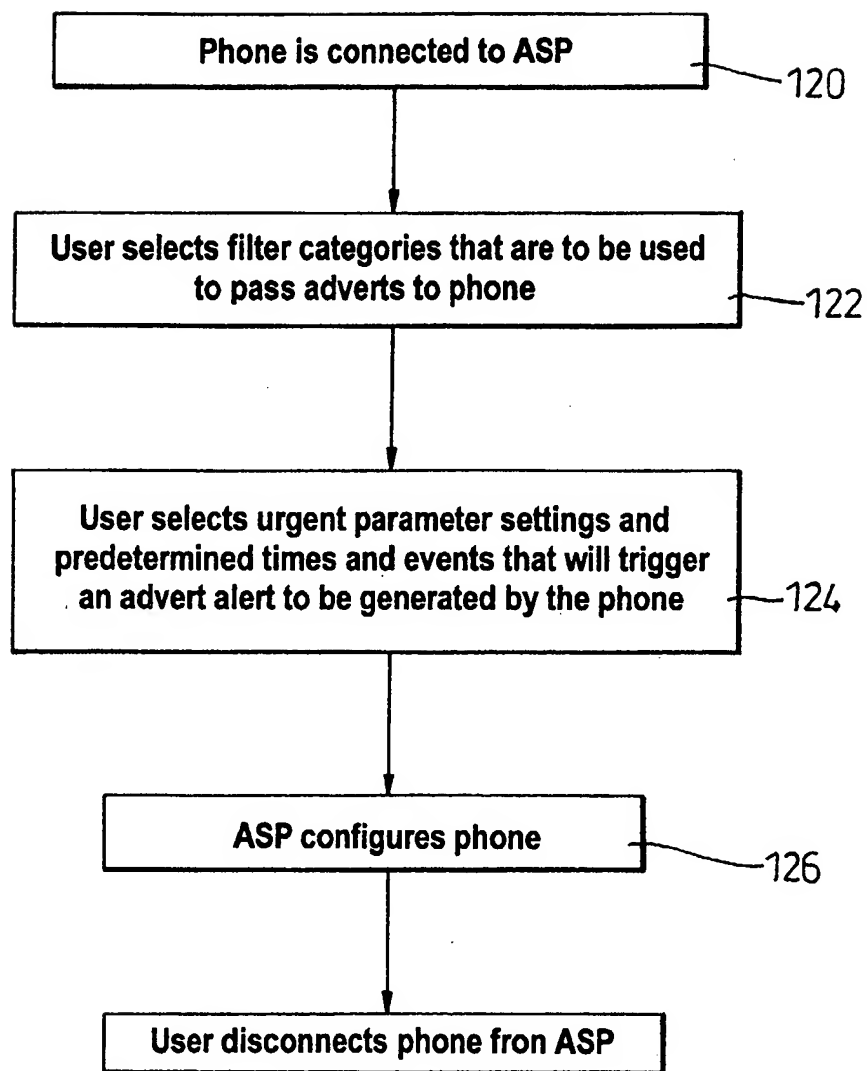 Phone is connected to ASP
120
User selects filter categories that are to be used
to pass adverts to phone
122
User selects urgent parameter settings and
predetermined times and events that will trigger
an advert alert to be generated by the phone
124
ASP configures phone
126
User disconnects phone fron ASP